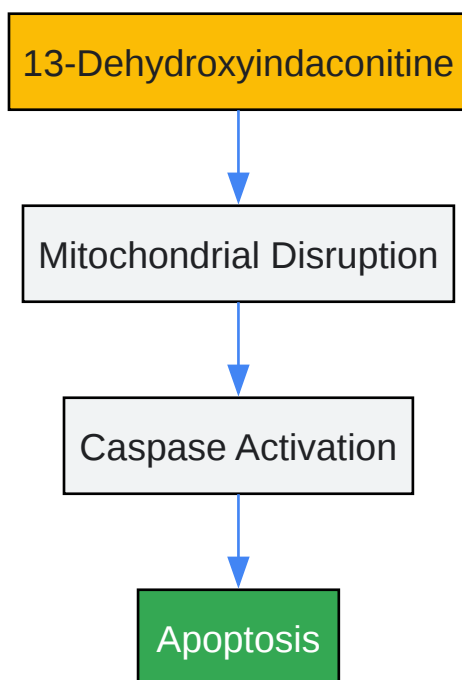 13-Dehydroxyindaconitine
Mitochondrial Disruption
Caspase Activation
Apoptosis